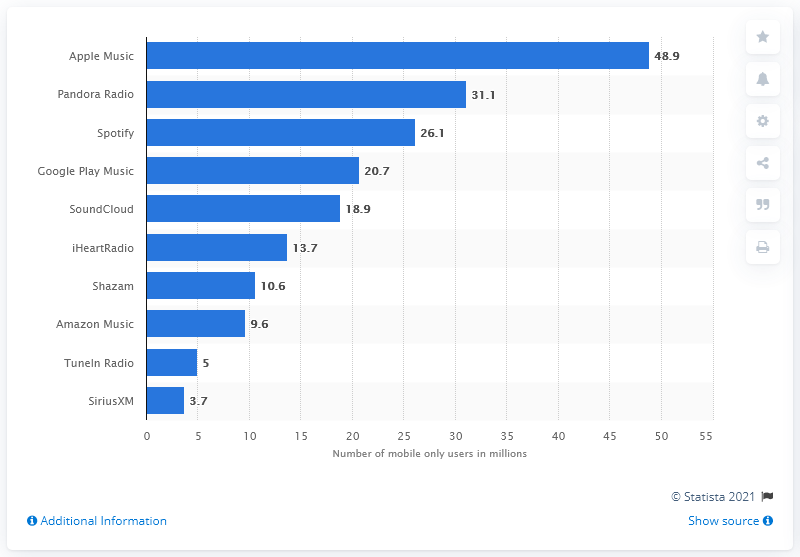 Apple Music 48.9
Pandora Radio 31.1
Spotify 26.1
Google Play Music 20.7
SoundCloud 18.9
iHeartRadio 13.7
Shazam 10.6
Amazon Music 9.6
TuneIn Radio 5
SiriusXM 3.7
0 5 10 15 20 25 30 35 40 45 50 55
Number of mobile only users in millions
© Statista 2021
Additional Information Show source